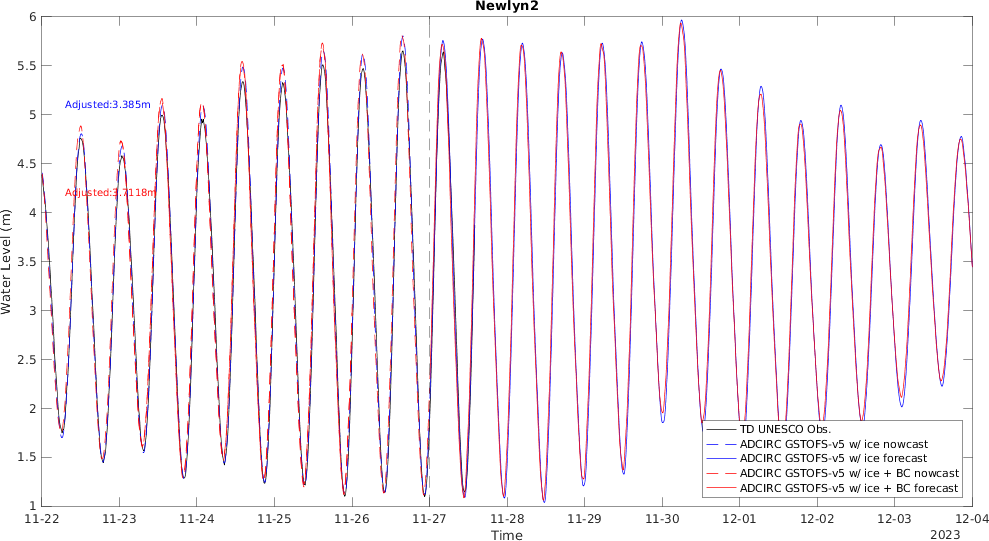 Newlyn2
6
5.5
5
4.5
4
3.5
3
2.5
2
1.5
1
Water Level (m)
Adjusted:3.385m
Adjusted:3.7118m
TD UNESCO Obs.
ADCIRC GSTOFS-v5 w/ ice nowcast
ADCIRC GSTOFS-v5 w/ ice forecast
ADCIRC GSTOFS-v5 w/ ice + BC nowcast
ADCIRC GSTOFS-v5 w/ ice + BC forecast
11-22 11-23 11-24 11-25 11-26 11-27 11-28 11-29 11-30 12-01 12-02 12-03 12-04
Time
2023